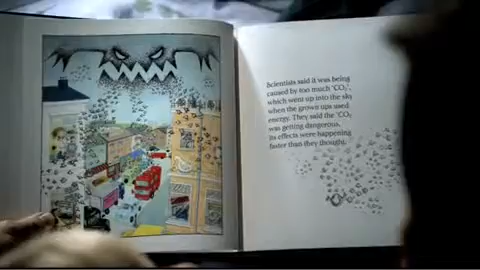 Scientists said it was being
caused by too much 'CO₂',
which went up into the sky
when the grown ups used
energy. They said the 'CO₂
was getting dangerous,
its effects were happening
faster than they thought.